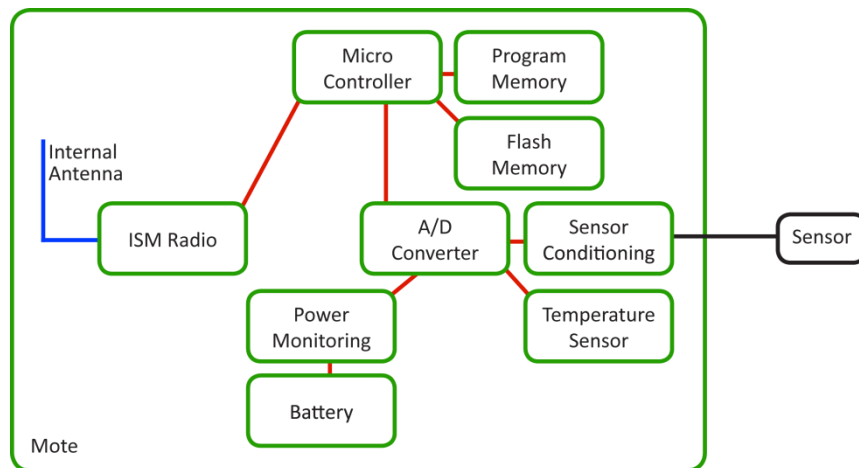 Micro
Controller
Program
Memory
Flash
Memory
Internal
Antenna
ISM Radio
A/D
Converter
Sensor
Conditioning
Sensor
Power
Monitoring
Temperature
Sensor
Battery
Mote